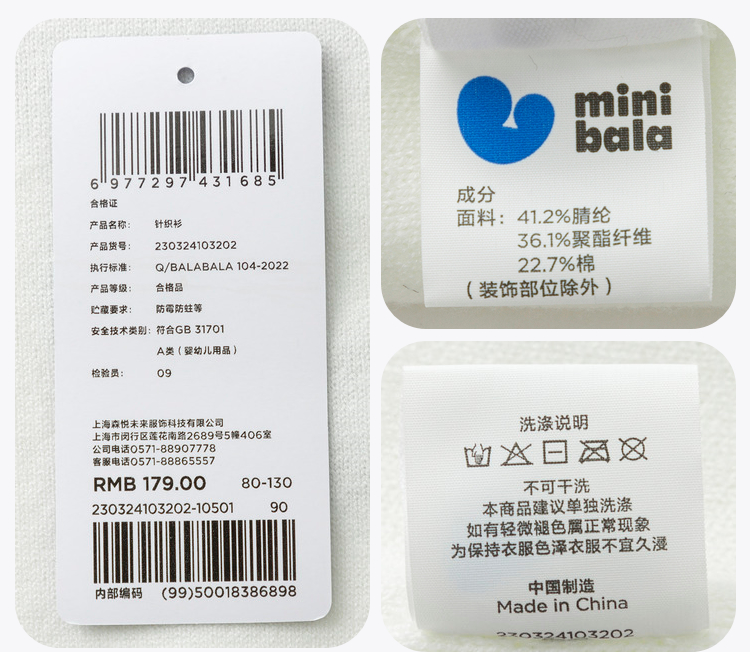 6 977297 431685
合格证
产品名称： 针织衫
产品货号： 230324103202
执行标准： Q/BALABALA 104-2022
产品等级： 合格品
贮藏要求： 防霉防蛀等
安全技术类别： 符合GB 31701
A类（婴幼儿用品）
检验员： 09
上海森悦未来服饰科技有限公司
上海市闵行区莲花南路2689号5幢406室
公司电话0571-88907778
客服电话0571-88865557
RMB 179.00 80-130
230324103202-10501 90
内部编码 (99)50018386898
mini
bala
成分
面料： 41.2%腈纶
36.1%聚酯纤维
22.7%棉
（装饰部位除外）
洗涤说明
不可干洗
本商品建议单独洗涤
如有轻微褪色属正常现象
为保持衣服色泽衣服不宜久浸
中国制造
Made in China
230324103202